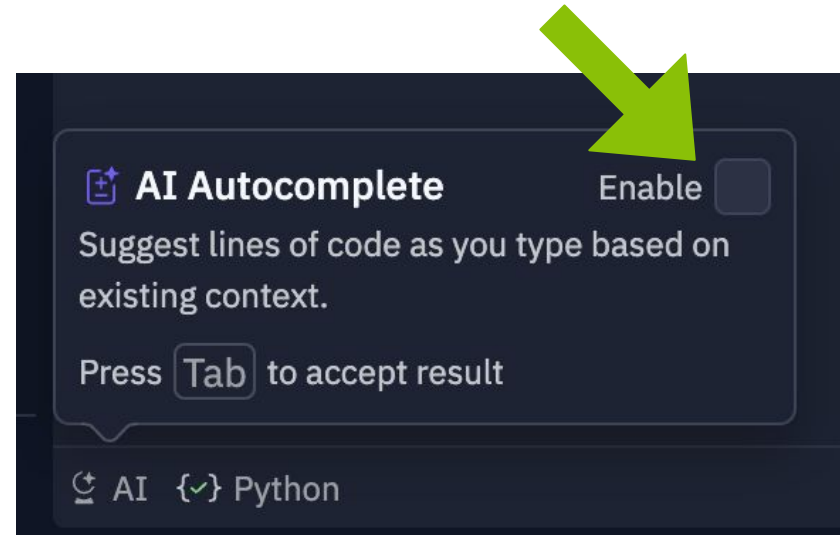 AI Autocomplete Enable
Suggest lines of code as you type based on
existing context.
Press Tab to accept result
AI {✓} Python